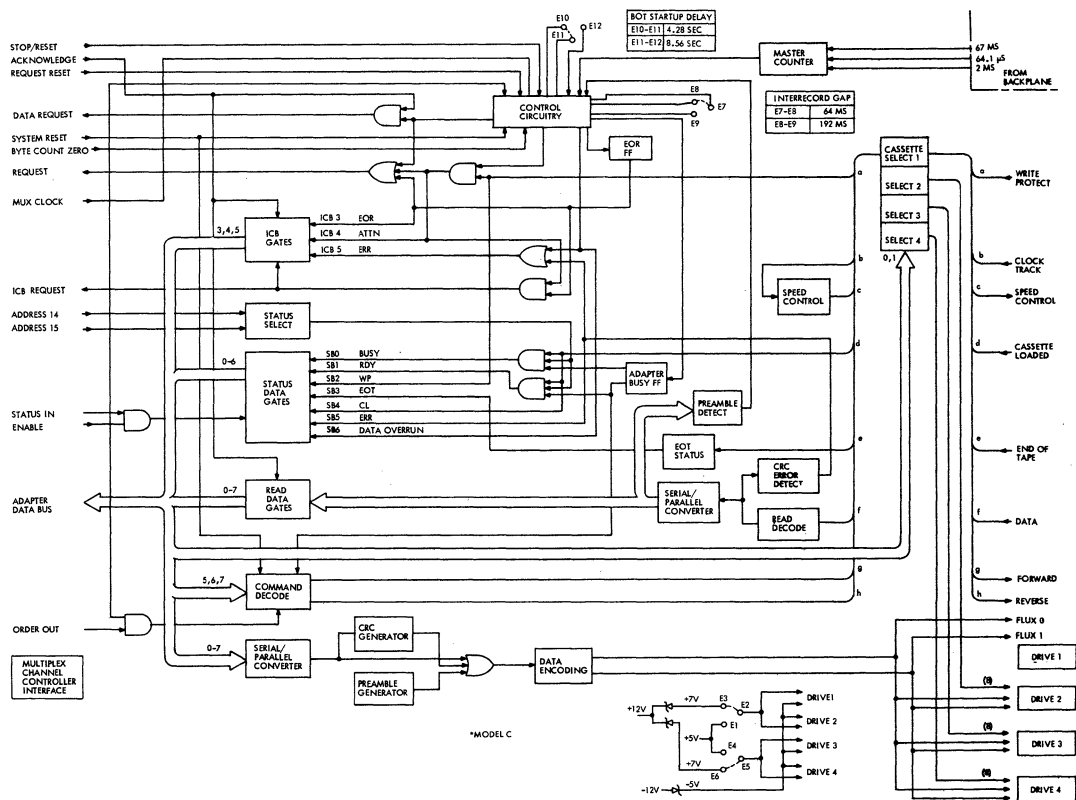 E10
E12
E11
BOT STARTUP DELAY
E10-E11 4.28 SEC
E11-E12 8.56 SEC
STOP/RESET
ACKNOWLEDGE
REQUEST RESET
MASTER COUNTER
67 MS
64.1 µS
2 MS
FROM BACKPLANE
DATA REQUEST
CONTROL CIRCUITRY
E8
E7
E9
INTERRECORD GAP
E7-E8 64 MS
E8-E9 192 MS
SYSTEM RESET
BYTE COUNT ZERO
EOR FF
CASSETTE SELECT 1
SELECT 2
SELECT 3
SELECT 4
0,1
REQUEST
a
a
WRITE PROTECT
MUX CLOCK
3,4,5
ICB GATES
ICB 3 EOR
ICB 4 ATTN
ICB 5 ERR
b
b
CLOCK TRACK
ICB REQUEST
SPEED CONTROL
c
c
SPEED CONTROL
ADDRESS 14
ADDRESS 15
STATUS SELECT
d
d
CASSETTE LOADED
0-6
STATUS DATA GATES
SB0 BUSY
SB1 RDY
SB2 WP
SB3 EOT
SB4 CL
SB5 ERR
SB6 DATA OVERRUN
ADAPTER BUSY FF
PREAMBLE DETECT
STATUS IN
ENABLE
EOT STATUS
e
e
END OF TAPE
CRC ERROR DETECT
ADAPTER DATA BUS
0-7
READ DATA GATES
SERIAL/PARALLEL CONVERTER
READ DECODE
f
f
DATA
5,6,7
COMMAND DECODE
g
g
FORWARD
h
h
REVERSE
ORDER OUT
0-7
SERIAL/PARALLEL CONVERTER
CRC GENERATOR
PREAMBLE GENERATOR
DATA ENCODING
FLUX 0
FLUX 1
DRIVE 1
MULTIPLEX CHANNEL CONTROLLER INTERFACE
(8)
DRIVE 2
(8)
DRIVE 3
(8)
DRIVE 4
+12V
+7V
E3
E2
E1
+5V
E4
+7V
E6
E5
-12V
-5V
DRIVE1
DRIVE 2
DRIVE 3
DRIVE 4
*MODEL C